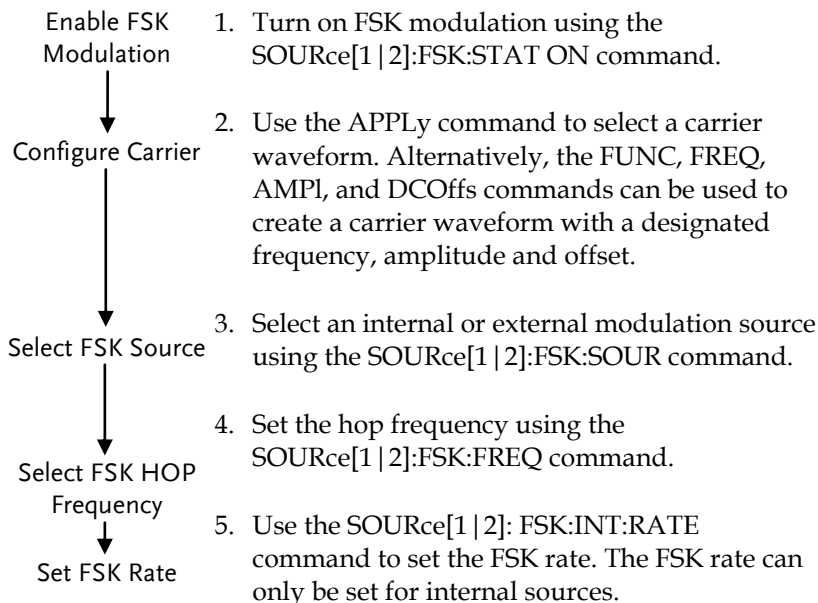 Enable FSK
Modulation
1. Turn on FSK modulation using the
SOURce[1|2]:FSK:STAT ON command.
Configure Carrier
2. Use the APPLy command to select a carrier
waveform. Alternatively, the FUNC, FREQ,
AMPl, and DCOffs commands can be used to
create a carrier waveform with a designated
frequency, amplitude and offset.
Select FSK Source
3. Select an internal or external modulation source
using the SOURce[1|2]:FSK:SOUR command.
Select FSK HOP
Frequency
4. Set the hop frequency using the
SOURce[1|2]:FSK:FREQ command.
Set FSK Rate
5. Use the SOURce[1|2]: FSK:INT:RATE
command to set the FSK rate. The FSK rate can
only be set for internal sources.